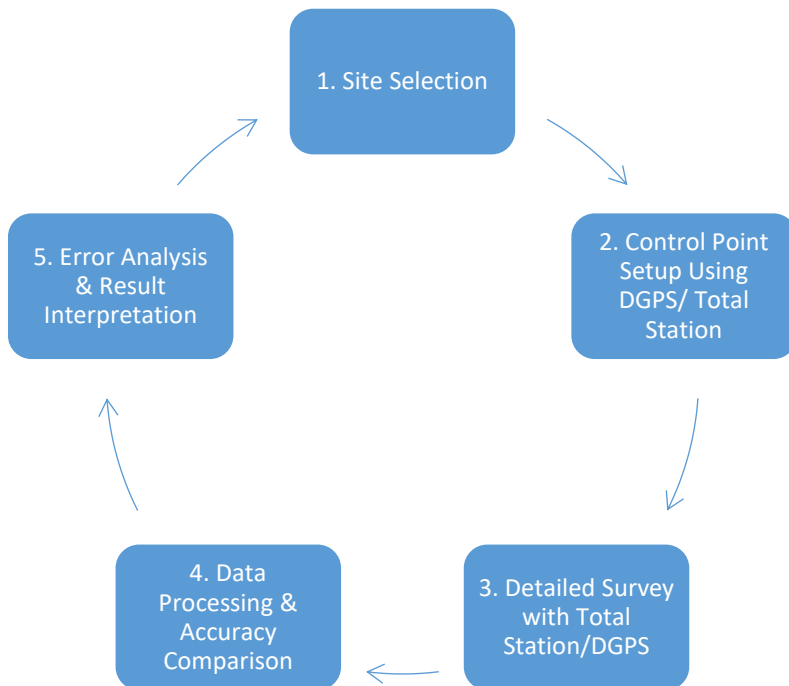 1. Site Selection
2. Control Point
Setup Using
DGPS/ Total
Station
3. Detailed Survey
with Total
Station/DGPS
4. Data
Processing &
Accuracy
Comparison
5. Error Analysis
& Result
Interpretation